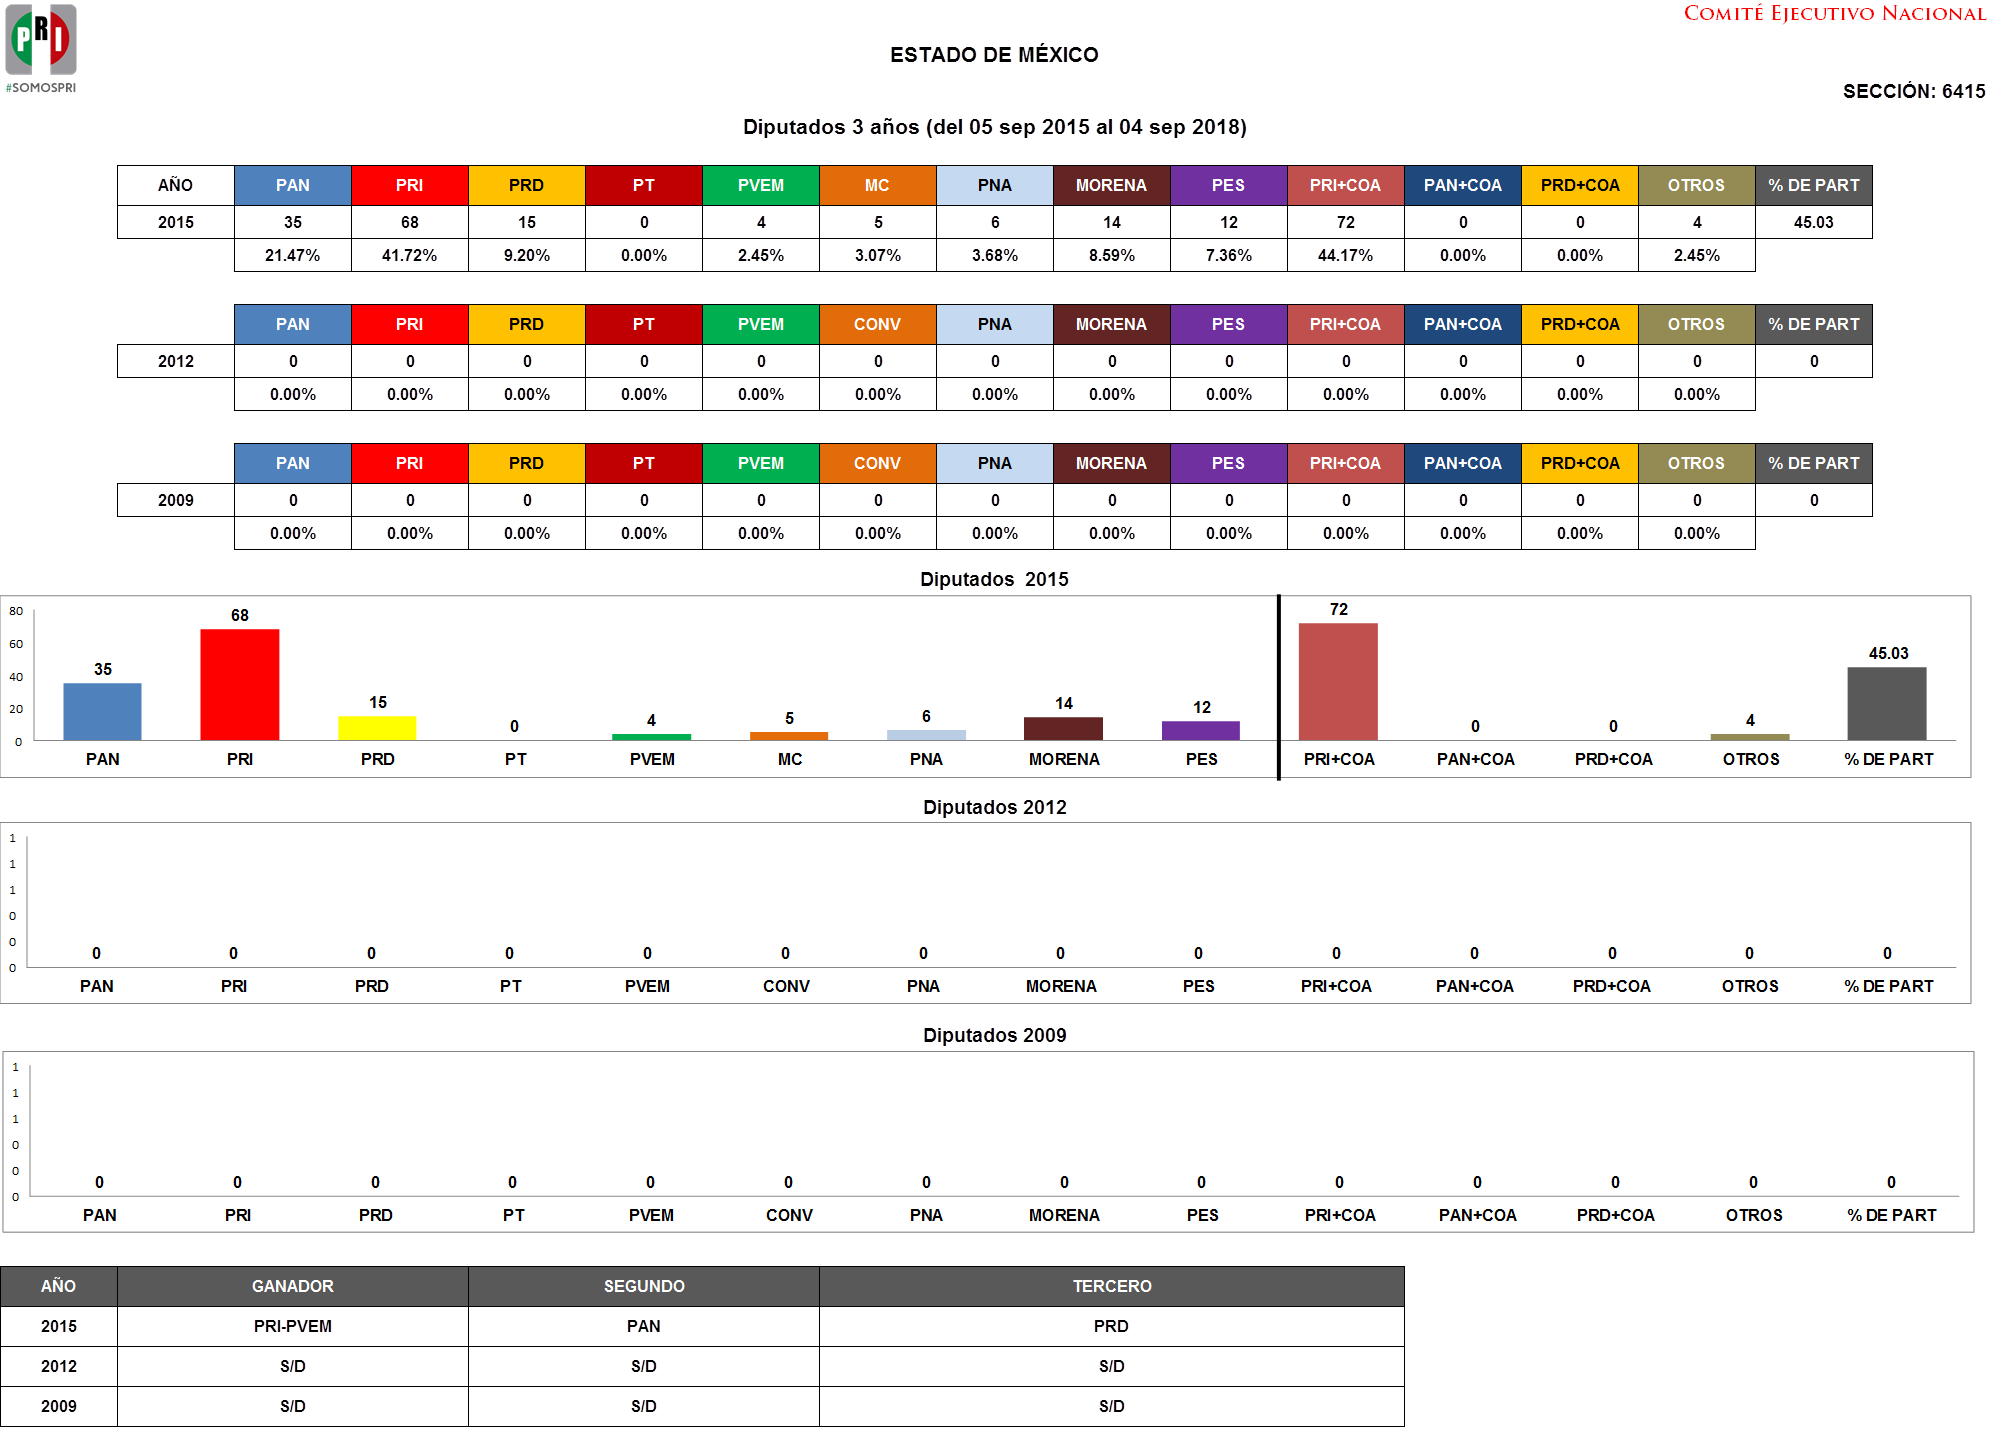 PRI
#SOMOSPRI
COMITÉ EJECUTIVO NACIONAL
ESTADO DE MÉXICO
SECCIÓN: 6415
Diputados 3 años (del 05 sep 2015 al 04 sep 2018)
AÑO PAN PRI PRD PT PVEM MC PNA MORENA PES PRI+COA PAN+COA PRD+COA OTROS % DE PART
2015 35 68 15 0 4 5 6 14 12 72 0 0 4 45.03
21.47% 41.72% 9.20% 0.00% 2.45% 3.07% 3.68% 8.59% 7.36% 44.17% 0.00% 0.00% 2.45%
PAN PRI PRD PT PVEM CONV PNA MORENA PES PRI+COA PAN+COA PRD+COA OTROS % DE PART
2012 0 0 0 0 0 0 0 0 0 0 0 0 0 0
0.00% 0.00% 0.00% 0.00% 0.00% 0.00% 0.00% 0.00% 0.00% 0.00% 0.00% 0.00% 0.00%
PAN PRI PRD PT PVEM CONV PNA MORENA PES PRI+COA PAN+COA PRD+COA OTROS % DE PART
2009 0 0 0 0 0 0 0 0 0 0 0 0 0 0
0.00% 0.00% 0.00% 0.00% 0.00% 0.00% 0.00% 0.00% 0.00% 0.00% 0.00% 0.00% 0.00%
Diputados 2015
80
60
40
20
0
35 68 15 0 4 5 6 14 12 72 0 0 4 45.03
PAN PRI PRD PT PVEM MC PNA MORENA PES PRI+COA PAN+COA PRD+COA OTROS % DE PART
Diputados 2012
1
1
1
0
0
0
0 0 0 0 0 0 0 0 0 0 0 0 0 0
PAN PRI PRD PT PVEM CONV PNA MORENA PES PRI+COA PAN+COA PRD+COA OTROS % DE PART
Diputados 2009
1
1
1
0
0
0
0 0 0 0 0 0 0 0 0 0 0 0 0 0
PAN PRI PRD PT PVEM CONV PNA MORENA PES PRI+COA PAN+COA PRD+COA OTROS % DE PART
AÑO GANADOR SEGUNDO TERCERO
2015 PRI-PVEM PAN PRD
2012 S/D S/D S/D
2009 S/D S/D S/D